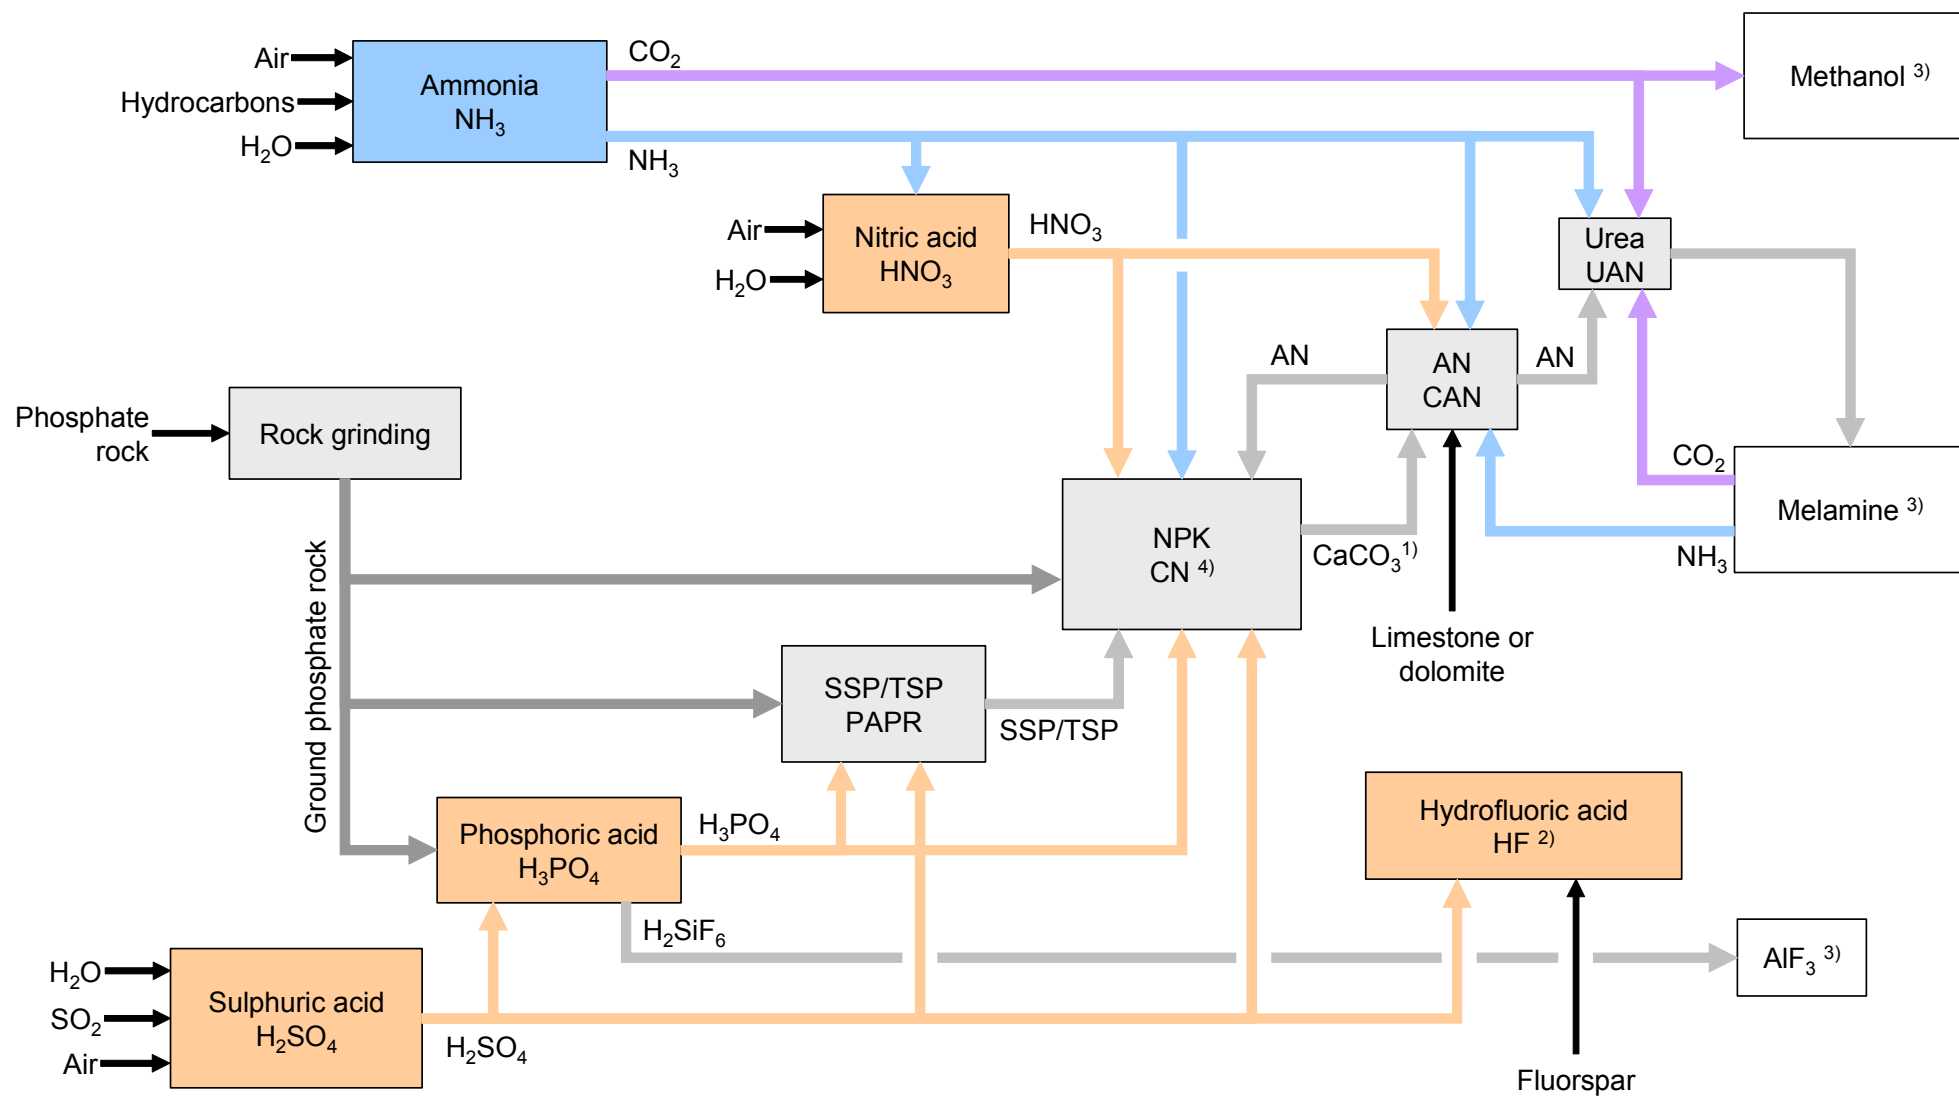 Air
Hydrocarbons
H₂O
Ammonia
NH₃
CO₂
NH₃
Methanol ³⁾
Air
H₂O
Nitric acid
HNO₃
HNO₃
Urea
UAN
AN
AN
CAN
AN
Phosphate
rock
Rock grinding
CO₂
Melamine ³⁾
NH₃
NPK
CN ⁴⁾
CaCO₃¹⁾
Limestone or
dolomite
Ground phosphate rock
SSP/TSP
PAPR
SSP/TSP
Phosphoric acid
H₃PO₄
H₃PO₄
Hydrofluoric acid
HF ²⁾
H₂SiF₆
AlF₃ ³⁾
H₂O
SO₂
Air
Sulphuric acid
H₂SO₄
H₂SO₄
Fluorspar